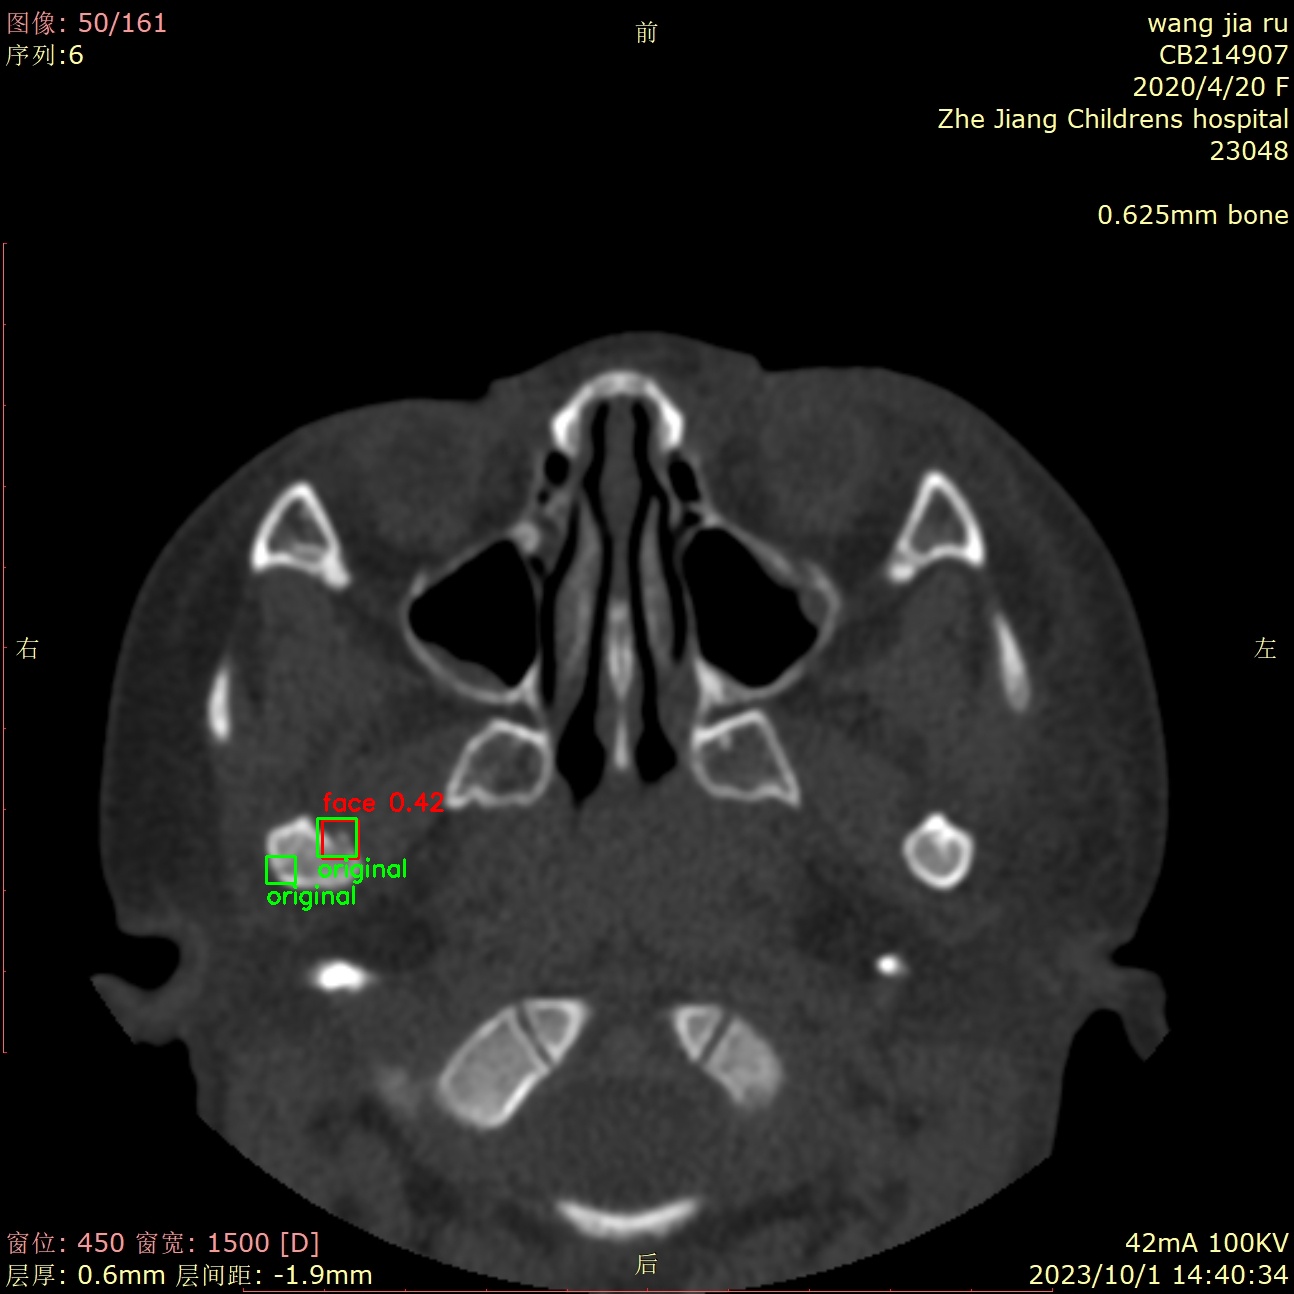 图像: 50/161
序列:6
前
wang jia ru
CB214907
2020/4/20 F
Zhe Jiang Childrens hospital
23048
0.625mm bone
右
左
face 0.42
original
original
窗位: 450 窗宽: 1500 [D]
层厚: 0.6mm 层间距: -1.9mm
后
42mA 100KV
2023/10/1 14:40:34